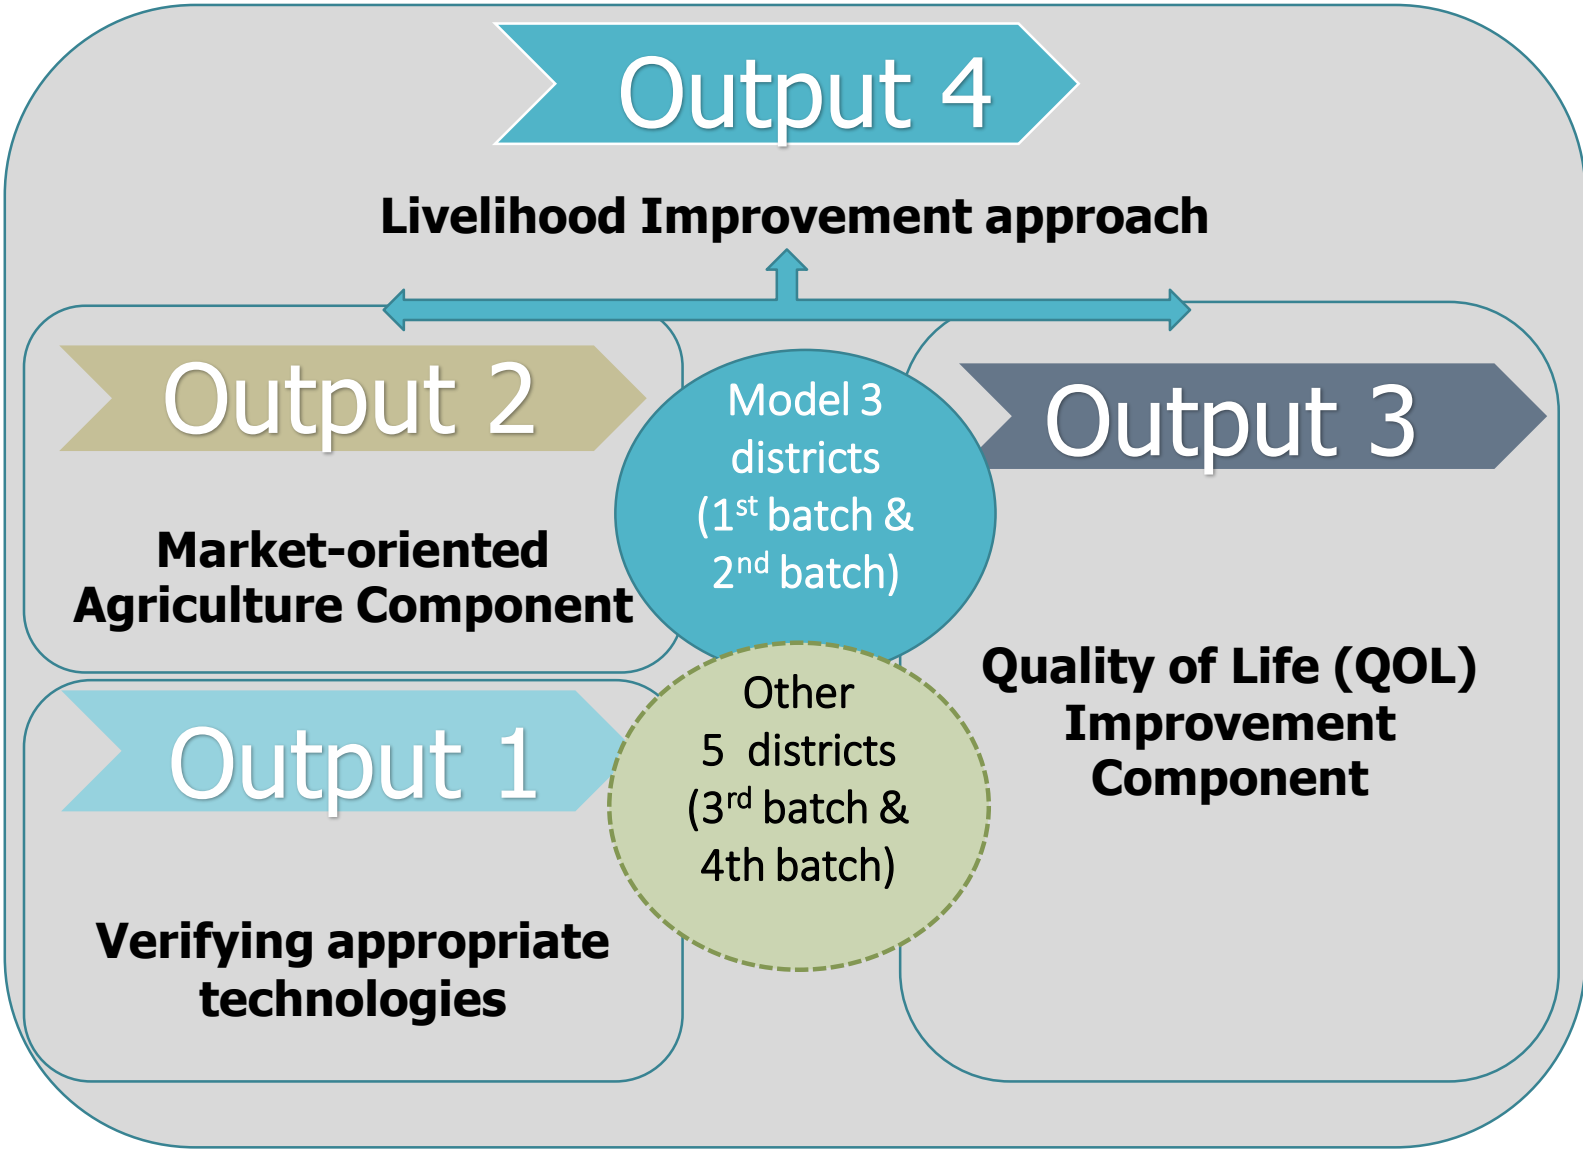 Output 4
Livelihood Improvement approach
Output 2
Market-oriented
Agriculture Component
Model 3
districts
(1st batch &
2nd batch)
Output 3
Quality of Life (QOL)
Improvement
Component
Output 1
Verifying appropriate
technologies
Other
5 districts
(3rd batch &
4th batch)